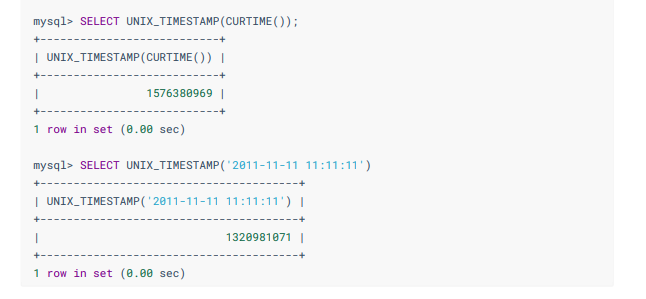 mysql> SELECT UNIX_TIMESTAMP(CURTIME());
+---------------------------+
| UNIX_TIMESTAMP(CURTIME()) |
+---------------------------+
|                1576380969 |
+---------------------------+
1 row in set (0.00 sec)

mysql> SELECT UNIX_TIMESTAMP('2011-11-11 11:11:11')
+---------------------------------------+
| UNIX_TIMESTAMP('2011-11-11 11:11:11') |
+---------------------------------------+
|                            1320981071 |
+---------------------------------------+
1 row in set (0.00 sec)